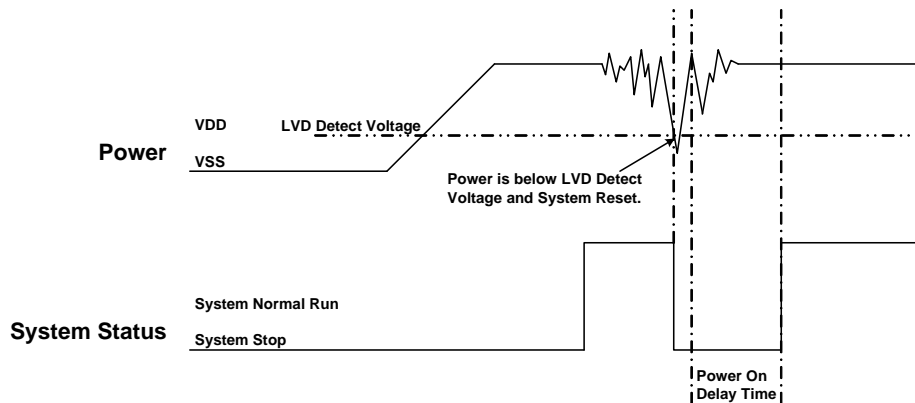 VDD
LVD Detect Voltage
Power
VSS
Power is below LVD Detect
Voltage and System Reset.
System Normal Run
System Status
System Stop
Power On
Delay Time